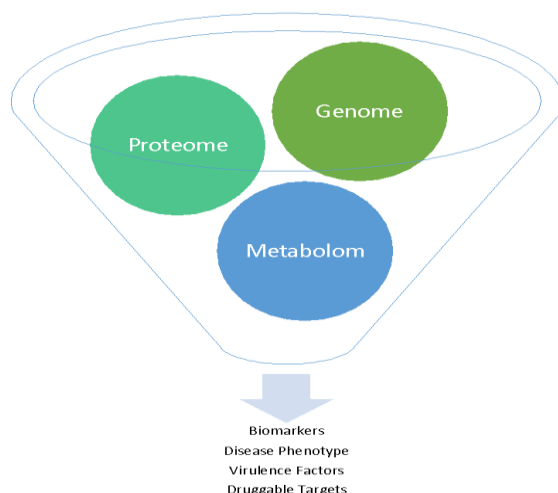 Genome
Proteome
Metabolom
Biomarkers
Disease Phenotype
Virulence Factors
Druggable Targets